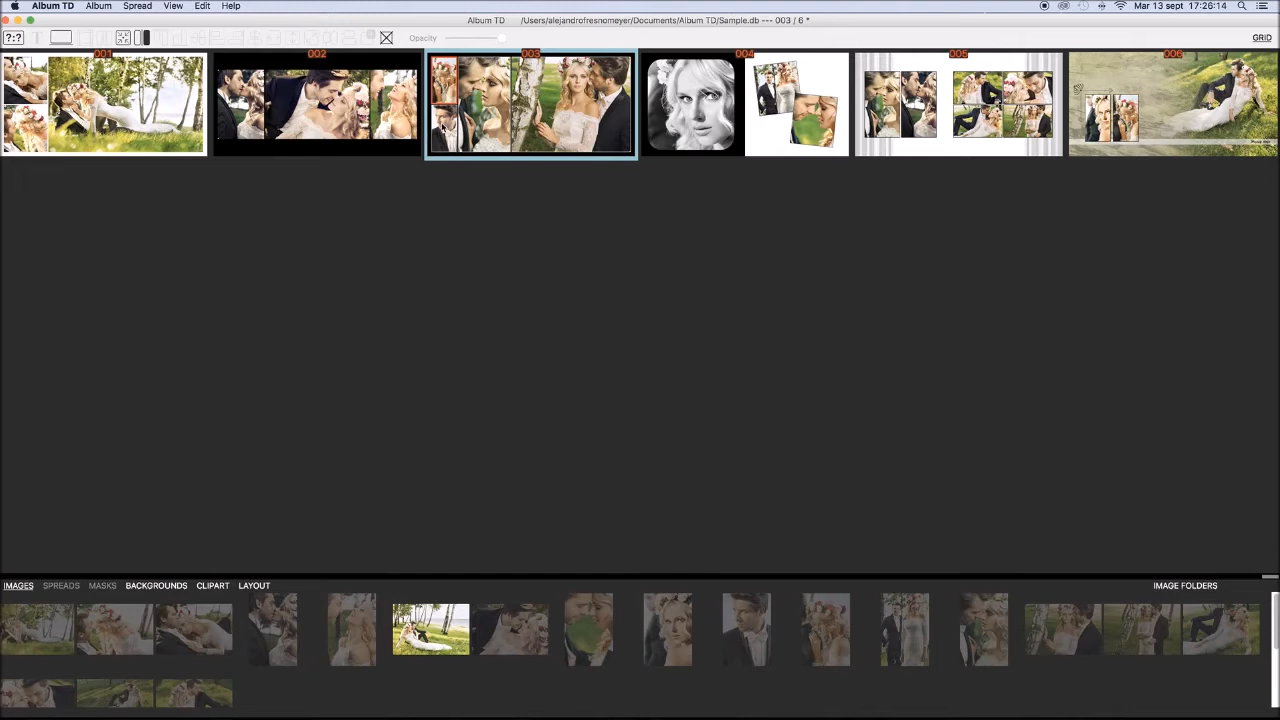 Album TD Album Spread View Edit Help Mar 13 sept 17:26:14
Album TD /Users/alejandrofresnomeyer/Documents/Album TD/Sample.db --- 003 / 6 *
?:? T Opacity GRID
001 002 003 004 005 006
IMAGES SPREADS MASKS BACKGROUNDS CLIPART LAYOUT IMAGE FOLDERS